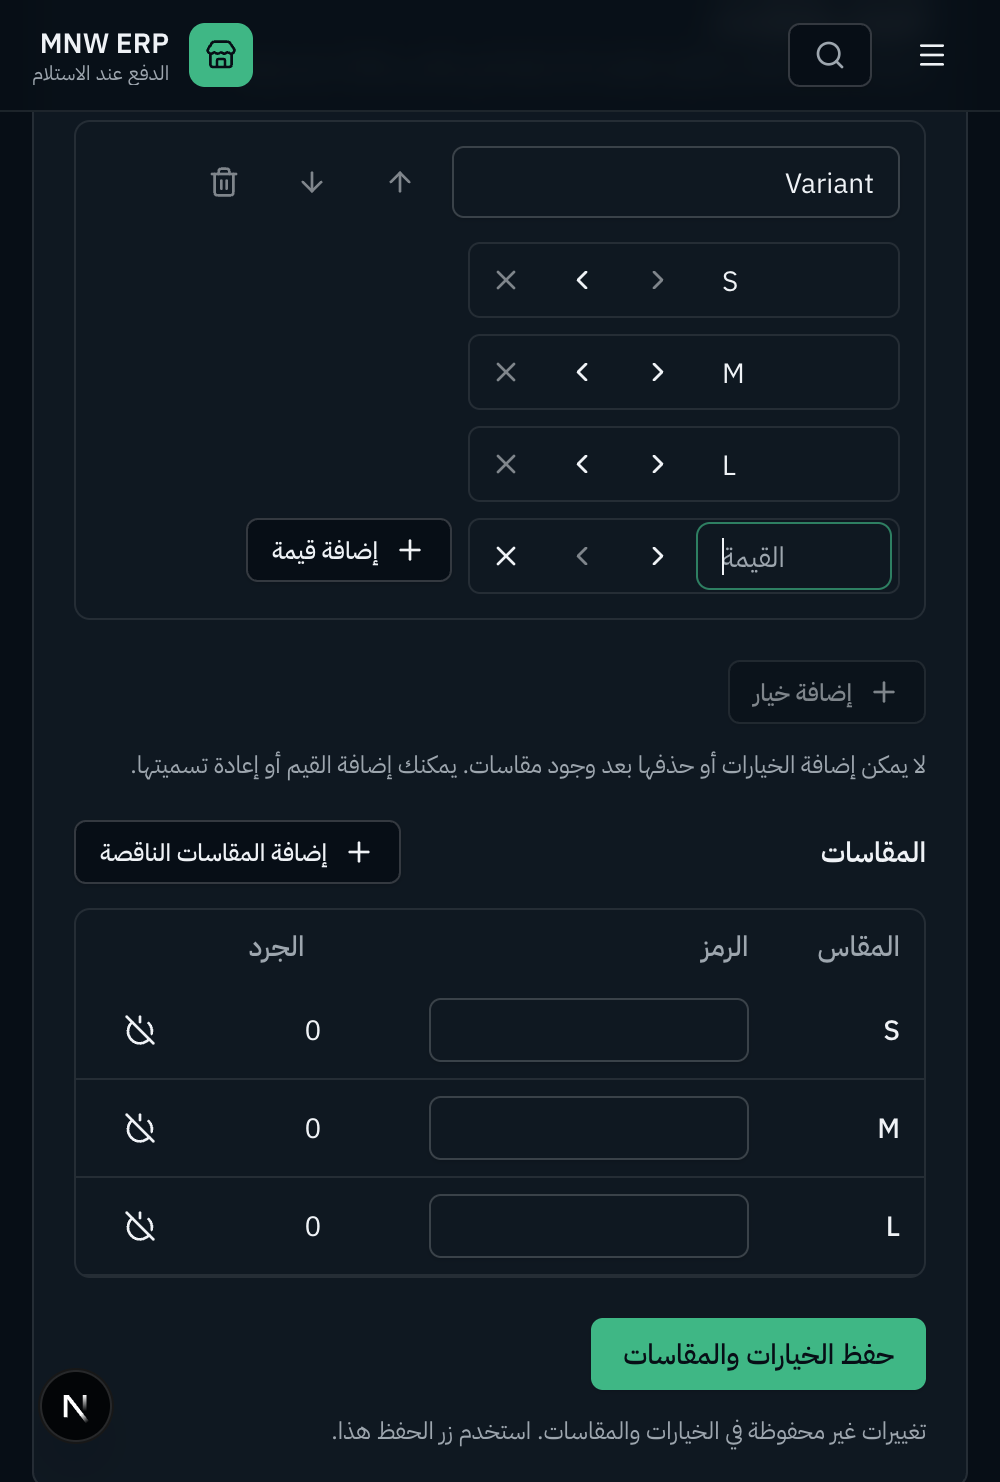 MNW ERP
الدفع عند الاستلام
Variant
S
M
L
القيمة
إضافة قيمة
إضافة خيار
لا يمكن إضافة الخيارات أو حذفها بعد وجود مقاسات. يمكنك إضافة القيم أو إعادة تسميتها.
المقاسات
إضافة المقاسات الناقصة
المقاس الرمز الجرد
S 0
M 0
L 0
حفظ الخيارات والمقاسات
N
تغييرات غير محفوظة في الخيارات والمقاسات. استخدم زر الحفظ هذا.